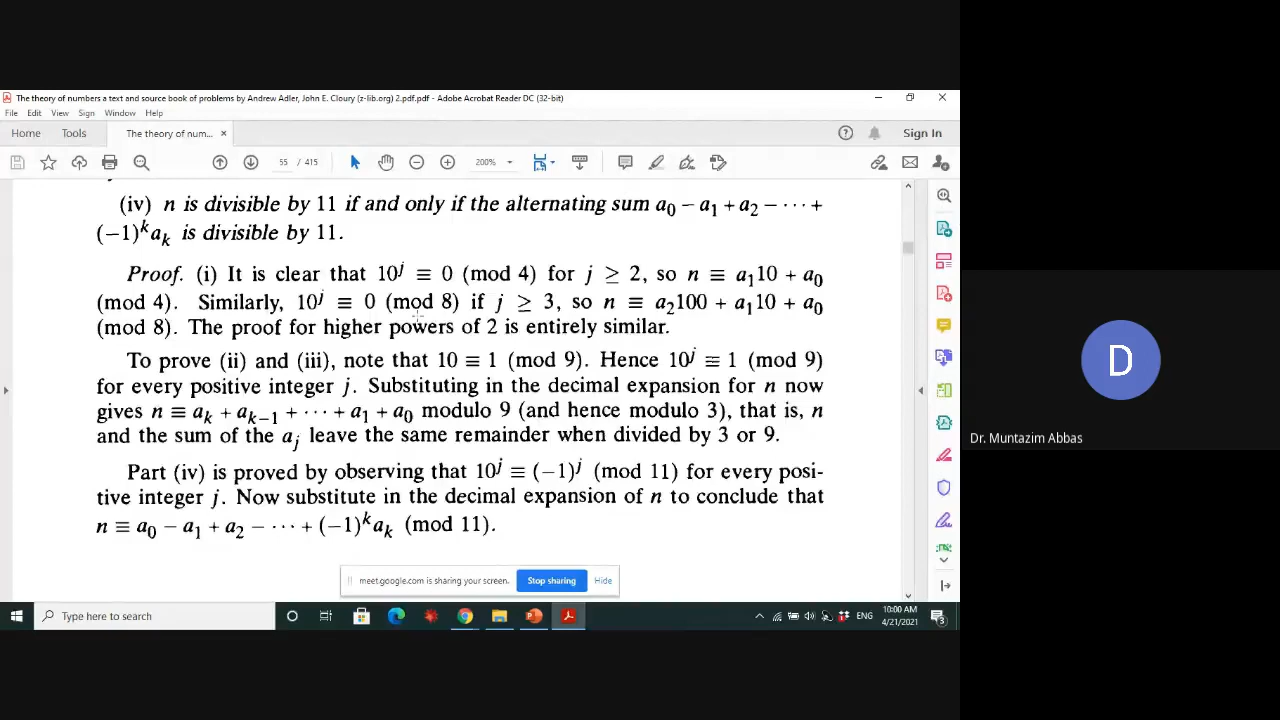 The theory of numbers a text and source book of problems by Andrew Adler, John E. Cloury (z-lib.org) 2.pdf.pdf - Adobe Acrobat Reader DC (32-bit)
File Edit View Sign Window Help
Home Tools The theory of num... × Sign In
55 / 415 200%
(iv) n is divisible by 11 if and only if the alternating sum a₀ − a₁ + a₂ − ⋯ +
(−1)ᵏaₖ is divisible by 11.
Proof. (i) It is clear that 10ʲ ≡ 0 (mod 4) for j ≥ 2, so n ≡ a₁10 + a₀
(mod 4). Similarly, 10ʲ ≡ 0 (mod 8) if j ≥ 3, so n ≡ a₂100 + a₁10 + a₀
(mod 8). The proof for higher powers of 2 is entirely similar.
To prove (ii) and (iii), note that 10 ≡ 1 (mod 9). Hence 10ʲ ≡ 1 (mod 9)
for every positive integer j. Substituting in the decimal expansion for n now
gives n ≡ aₖ + aₖ₋₁ + ⋯ + a₁ + a₀ modulo 9 (and hence modulo 3), that is, n
and the sum of the aⱼ leave the same remainder when divided by 3 or 9.
Part (iv) is proved by observing that 10ʲ ≡ (−1)ʲ (mod 11) for every posi-
tive integer j. Now substitute in the decimal expansion of n to conclude that
n ≡ a₀ − a₁ + a₂ − ⋯ + (−1)ᵏaₖ (mod 11).
meet.google.com is sharing your screen. Stop sharing Hide
Type here to search
ENG
10:00 AM
4/21/2021
3
D
Dr. Muntazim Abbas